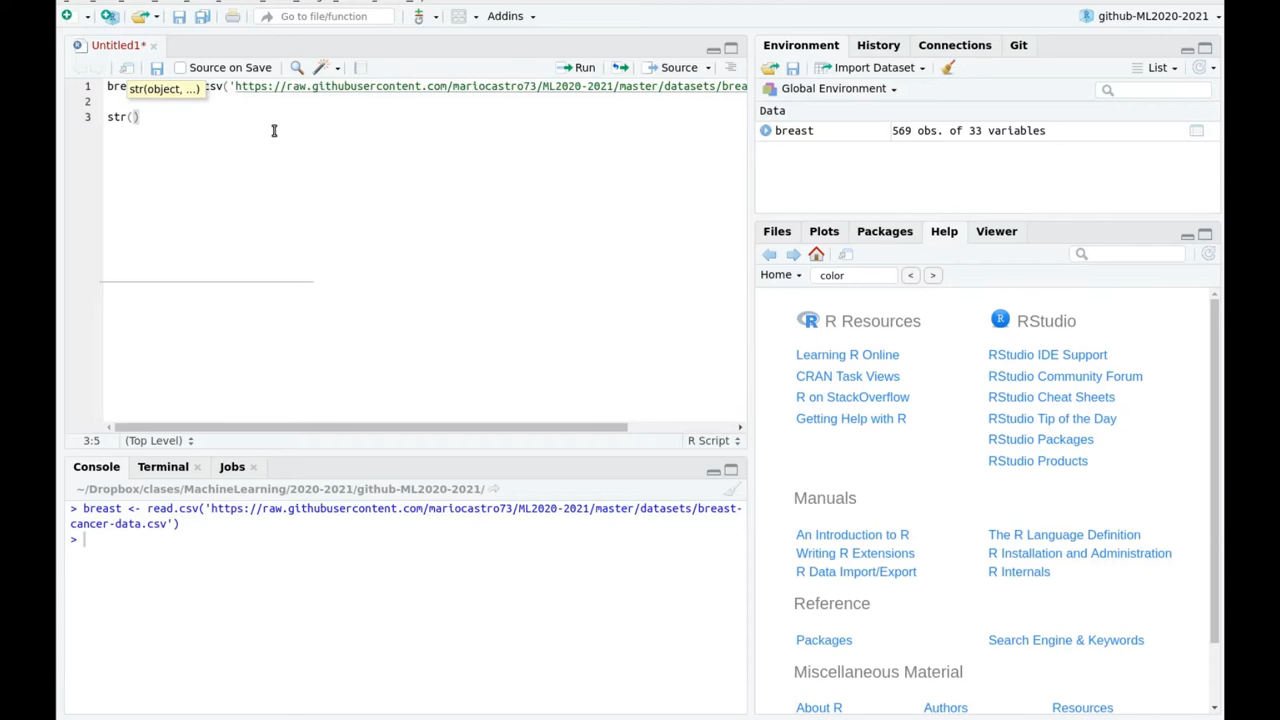 Go to file/function
Addins
github-ML2020-2021
Untitled1*
Source on Save
Run
Source
1 bre csv('https://raw.githubusercontent.com/mariocastro73/ML2020-2021/master/datasets/brea
str(object, ...)
2
3 str()
3:5 (Top Level) R Script
Console Terminal Jobs
~/Dropbox/clases/MachineLearning/2020-2021/github-ML2020-2021/
> breast <- read.csv('https://raw.githubusercontent.com/mariocastro73/ML2020-2021/master/datasets/breast-
cancer-data.csv')
>
Environment History Connections Git
Import Dataset List
Global Environment
Data
breast 569 obs. of 33 variables
Files Plots Packages Help Viewer
Home color < >
R Resources RStudio
Learning R Online RStudio IDE Support
CRAN Task Views RStudio Community Forum
R on StackOverflow RStudio Cheat Sheets
Getting Help with R RStudio Tip of the Day
RStudio Packages
RStudio Products
Manuals
An Introduction to R The R Language Definition
Writing R Extensions R Installation and Administration
R Data Import/Export R Internals
Reference
Packages Search Engine & Keywords
Miscellaneous Material
About R Authors Resources